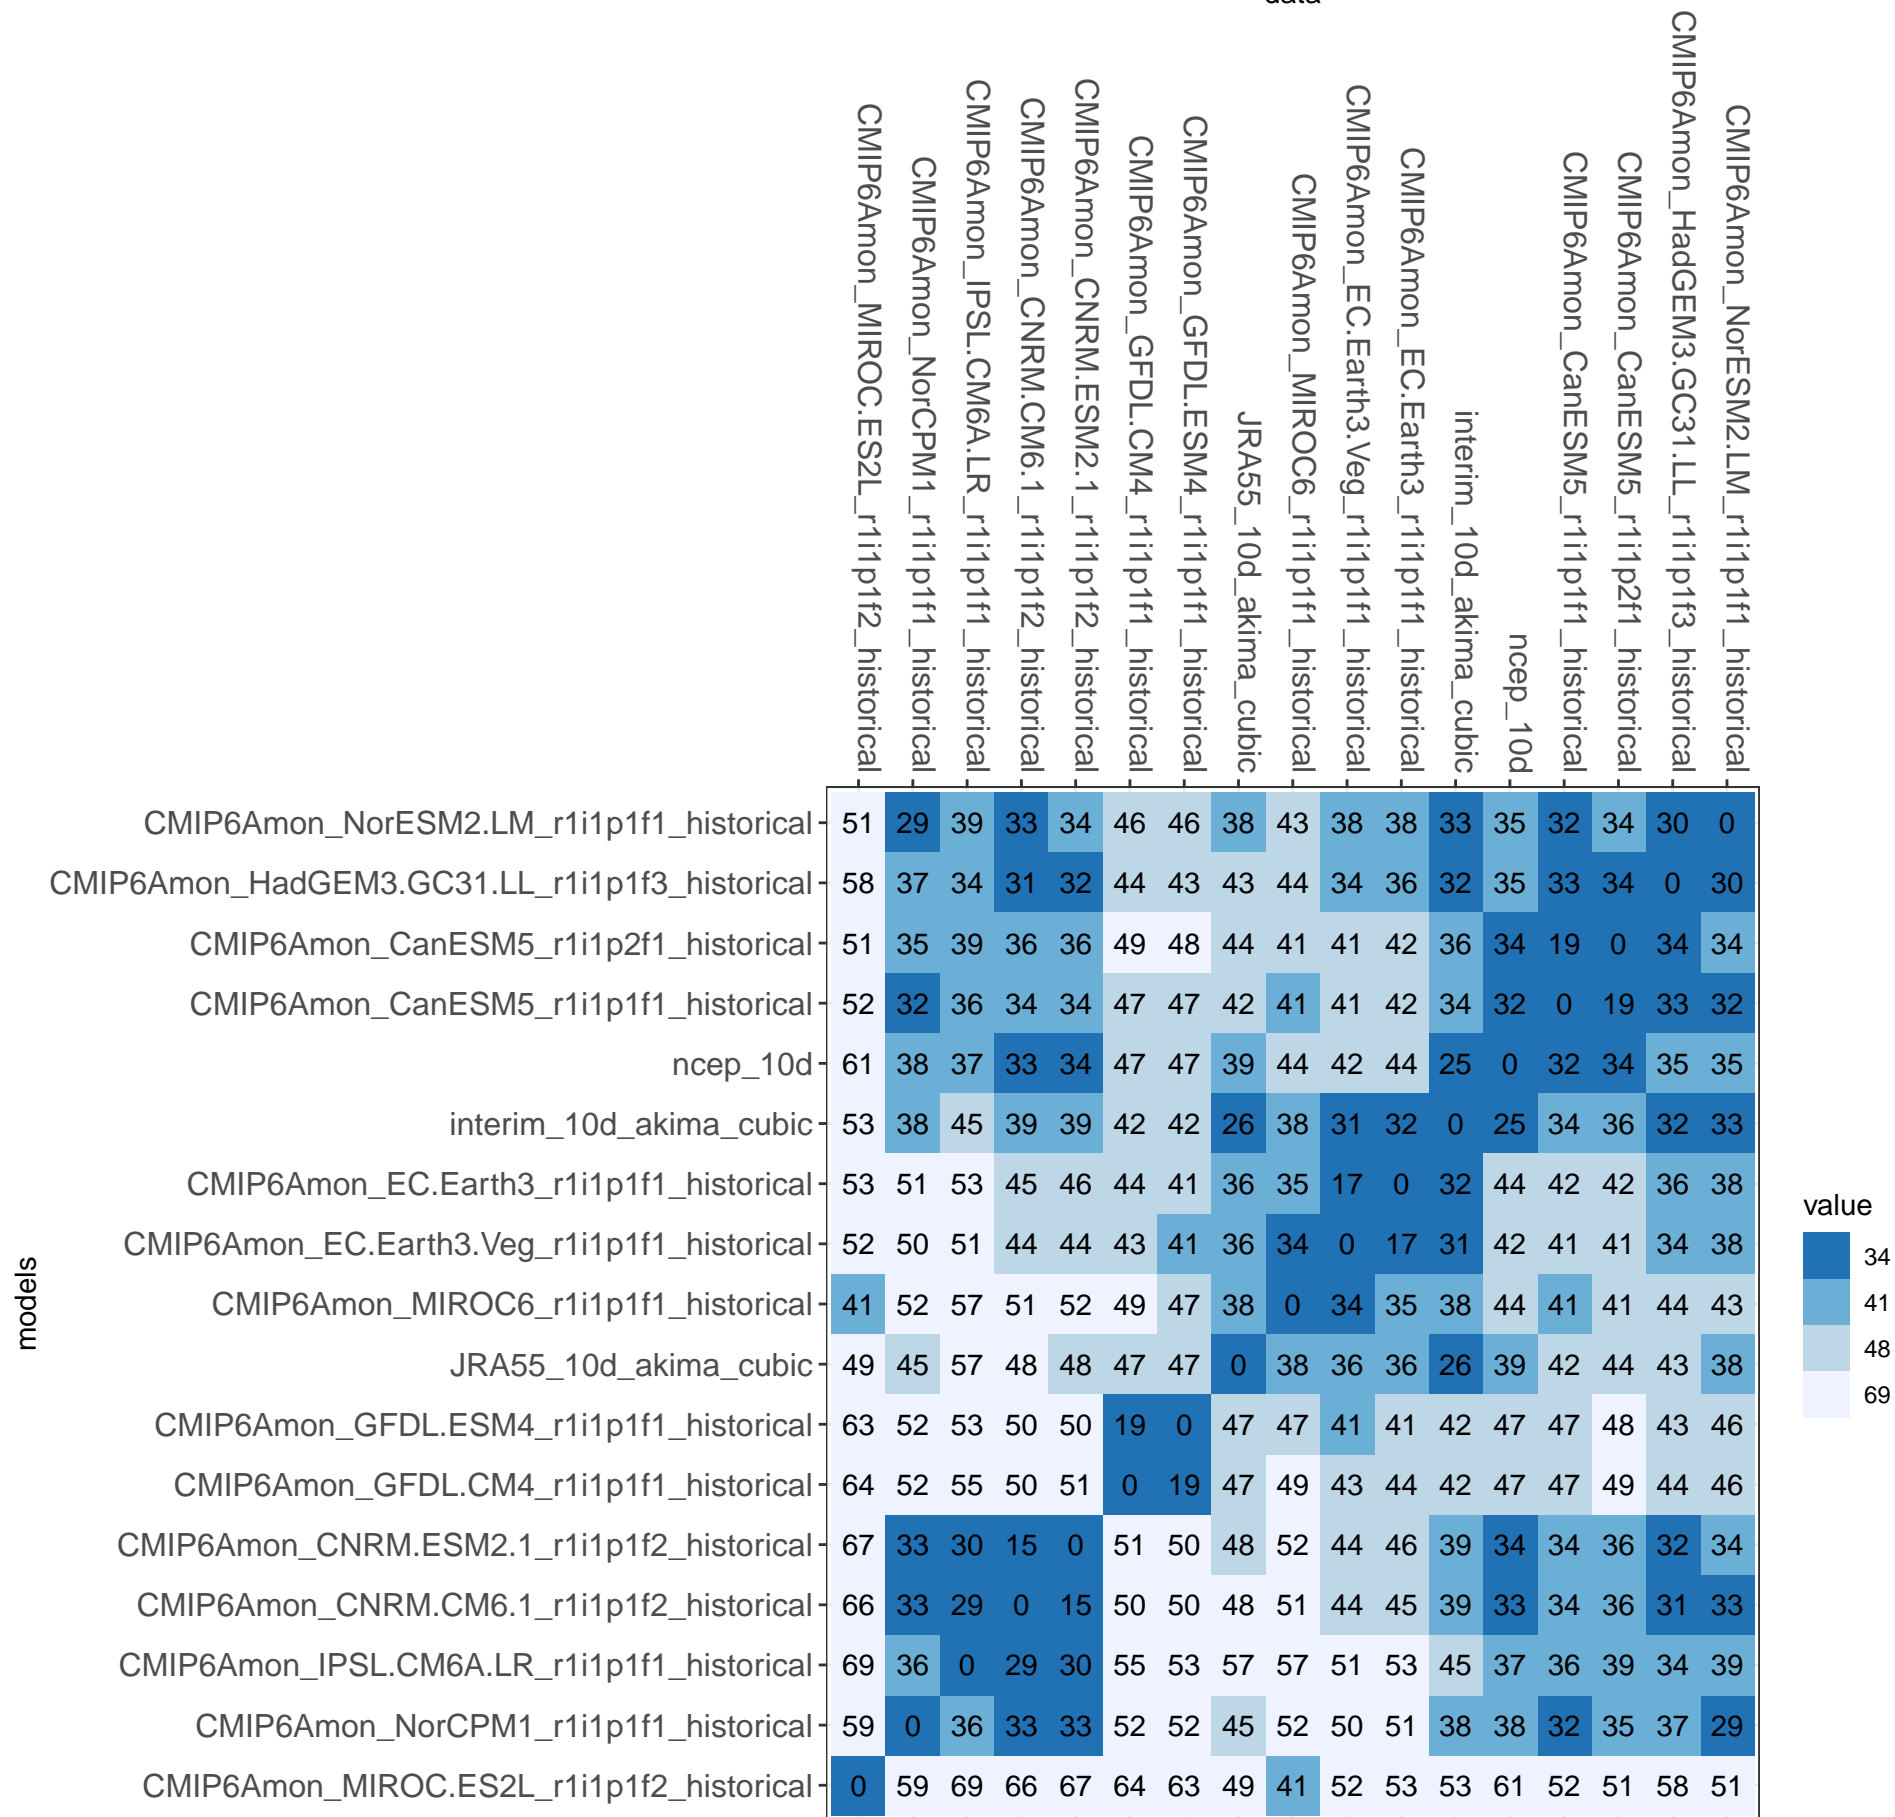 data
CMIP6Amon_MIROC.ES2L_r1i1p1f2_historical
CMIP6Amon_NorCPM1_r1i1p1f1_historical
CMIP6Amon_IPSL.CM6A.LR_r1i1p1f1_historical
CMIP6Amon_CNRM.CM6.1_r1i1p1f2_historical
CMIP6Amon_CNRM.ESM2.1_r1i1p1f2_historical
CMIP6Amon_GFDL.CM4_r1i1p1f1_historical
CMIP6Amon_GFDL.ESM4_r1i1p1f1_historical
JRA55_10d_akima_cubic
CMIP6Amon_MIROC6_r1i1p1f1_historical
CMIP6Amon_EC.Earth3.Veg_r1i1p1f1_historical
CMIP6Amon_EC.Earth3_r1i1p1f1_historical
interim_10d_akima_cubic
ncep_10d
CMIP6Amon_CanESM5_r1i1p1f1_historical
CMIP6Amon_CanESM5_r1i1p2f1_historical
CMIP6Amon_HadGEM3.GC31.LL_r1i1p1f3_historical
CMIP6Amon_NorESM2.LM_r1i1p1f1_historical
CMIP6Amon_NorESM2.LM_r1i1p1f1_historical 51 29 39 33 34 46 46 38 43 38 38 33 35 32 34 30 0
CMIP6Amon_HadGEM3.GC31.LL_r1i1p1f3_historical 58 37 34 31 32 44 43 43 44 34 36 32 35 33 34 0 30
CMIP6Amon_CanESM5_r1i1p2f1_historical 51 35 39 36 36 49 48 44 41 41 42 36 34 19 0 34 34
CMIP6Amon_CanESM5_r1i1p1f1_historical 52 32 36 34 34 47 47 42 41 41 42 34 32 0 19 33 32
ncep_10d 61 38 37 33 34 47 47 39 44 42 44 25 0 32 34 35 35
interim_10d_akima_cubic 53 38 45 39 39 42 42 26 38 31 32 0 25 34 36 32 33
CMIP6Amon_EC.Earth3_r1i1p1f1_historical 53 51 53 45 46 44 41 36 35 17 0 32 44 42 42 36 38
CMIP6Amon_EC.Earth3.Veg_r1i1p1f1_historical 52 50 51 44 44 43 41 36 34 0 17 31 42 41 41 34 38
CMIP6Amon_MIROC6_r1i1p1f1_historical 41 52 57 51 52 49 47 38 0 34 35 38 44 41 41 44 43
JRA55_10d_akima_cubic 49 45 57 48 48 47 47 0 38 36 36 26 39 42 44 43 38
CMIP6Amon_GFDL.ESM4_r1i1p1f1_historical 63 52 53 50 50 19 0 47 47 41 41 42 47 47 48 43 46
CMIP6Amon_GFDL.CM4_r1i1p1f1_historical 64 52 55 50 51 0 19 47 49 43 44 42 47 47 49 44 46
CMIP6Amon_CNRM.ESM2.1_r1i1p1f2_historical 67 33 30 15 0 51 50 48 52 44 46 39 34 34 36 32 34
CMIP6Amon_CNRM.CM6.1_r1i1p1f2_historical 66 33 29 0 15 50 50 48 51 44 45 39 33 34 36 31 33
CMIP6Amon_IPSL.CM6A.LR_r1i1p1f1_historical 69 36 0 29 30 55 53 57 57 51 53 45 37 36 39 34 39
CMIP6Amon_NorCPM1_r1i1p1f1_historical 59 0 36 33 33 52 52 45 52 50 51 38 38 32 35 37 29
CMIP6Amon_MIROC.ES2L_r1i1p1f2_historical 0 59 69 66 67 64 63 49 41 52 53 53 61 52 51 58 51
models
value
34
41
48
69